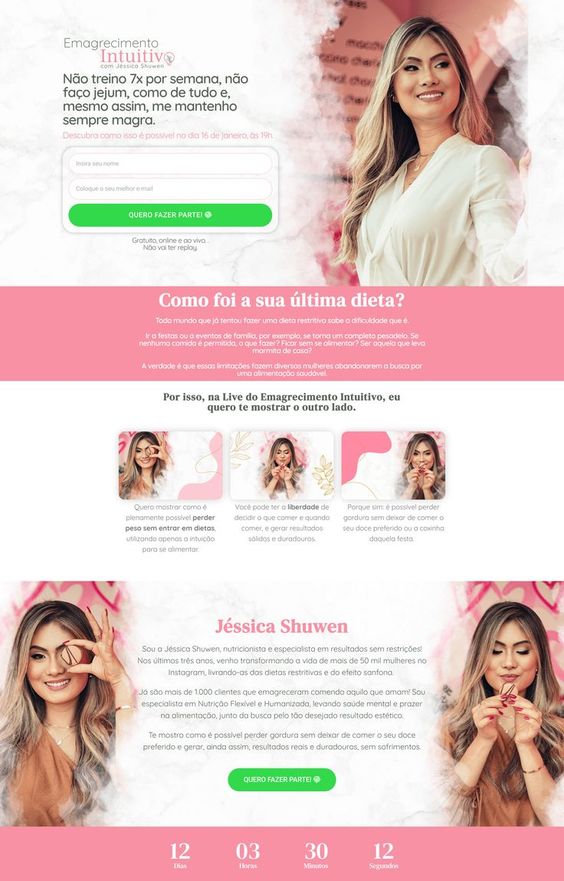 Emagrecimento
Intuitivo
com Jéssica Shuwen
Não treino 7x por semana, não
faço jejum, como de tudo e,
mesmo assim, me mantenho
sempre magra.
Descubra como isso é possível no dia 16 de Janeiro, às 19h.
Insira seu nome
Coloque o seu melhor e-mail
QUERO FAZER PARTE!
Gratuito, online e ao vivo...
Não vai ter replay.
Como foi a sua última dieta?
Todo mundo que já tentou fazer uma dieta restritiva sabe a dificuldade que é.
Ir a festas ou a eventos de família, por exemplo, se torna um completo pesadelo. Se
nenhuma comida é permitida, o que fazer? Ficar sem se alimentar? Ser aquela que leva
marmita de casa?
A verdade é que essas limitações fazem diversas mulheres abandonarem a busca por
uma alimentação saudável.
Por isso, na Live do Emagrecimento Intuitivo, eu
quero te mostrar o outro lado.
Quero mostrar como é
plenamente possível perder
peso sem entrar em dietas,
utilizando apenas a intuição
para se alimentar.
Você pode ter a liberdade de
decidir o que comer e quando
comer, e gerar resultados
sólidos e duradouros.
Porque sim: é possível perder
gordura sem deixar de comer o
seu doce preferido ou a coxinha
daquela festa.
Jéssica Shuwen
Sou a Jéssica Shuwen, nutricionista e especialista em resultados sem restrições!
Nos últimos três anos, venho transformando a vida de mais de 50 mil mulheres no
Instagram, livrando-as das dietas restritivas e do efeito sanfona.
Já são mais de 1.000 clientes que emagreceram comendo aquilo que amam! Sou
especialista em Nutrição Flexível e Humanizada, levando saúde mental e prazer
na alimentação, junto da busca pelo tão desejado resultado estético.
Te mostro como é possível perder gordura sem deixar de comer o seu doce
preferido e gerar, ainda assim, resultados reais e duradouras, sem sofrimentos.
QUERO FAZER PARTE!
12 03 30 12
Dias Horas Minutos Segundos